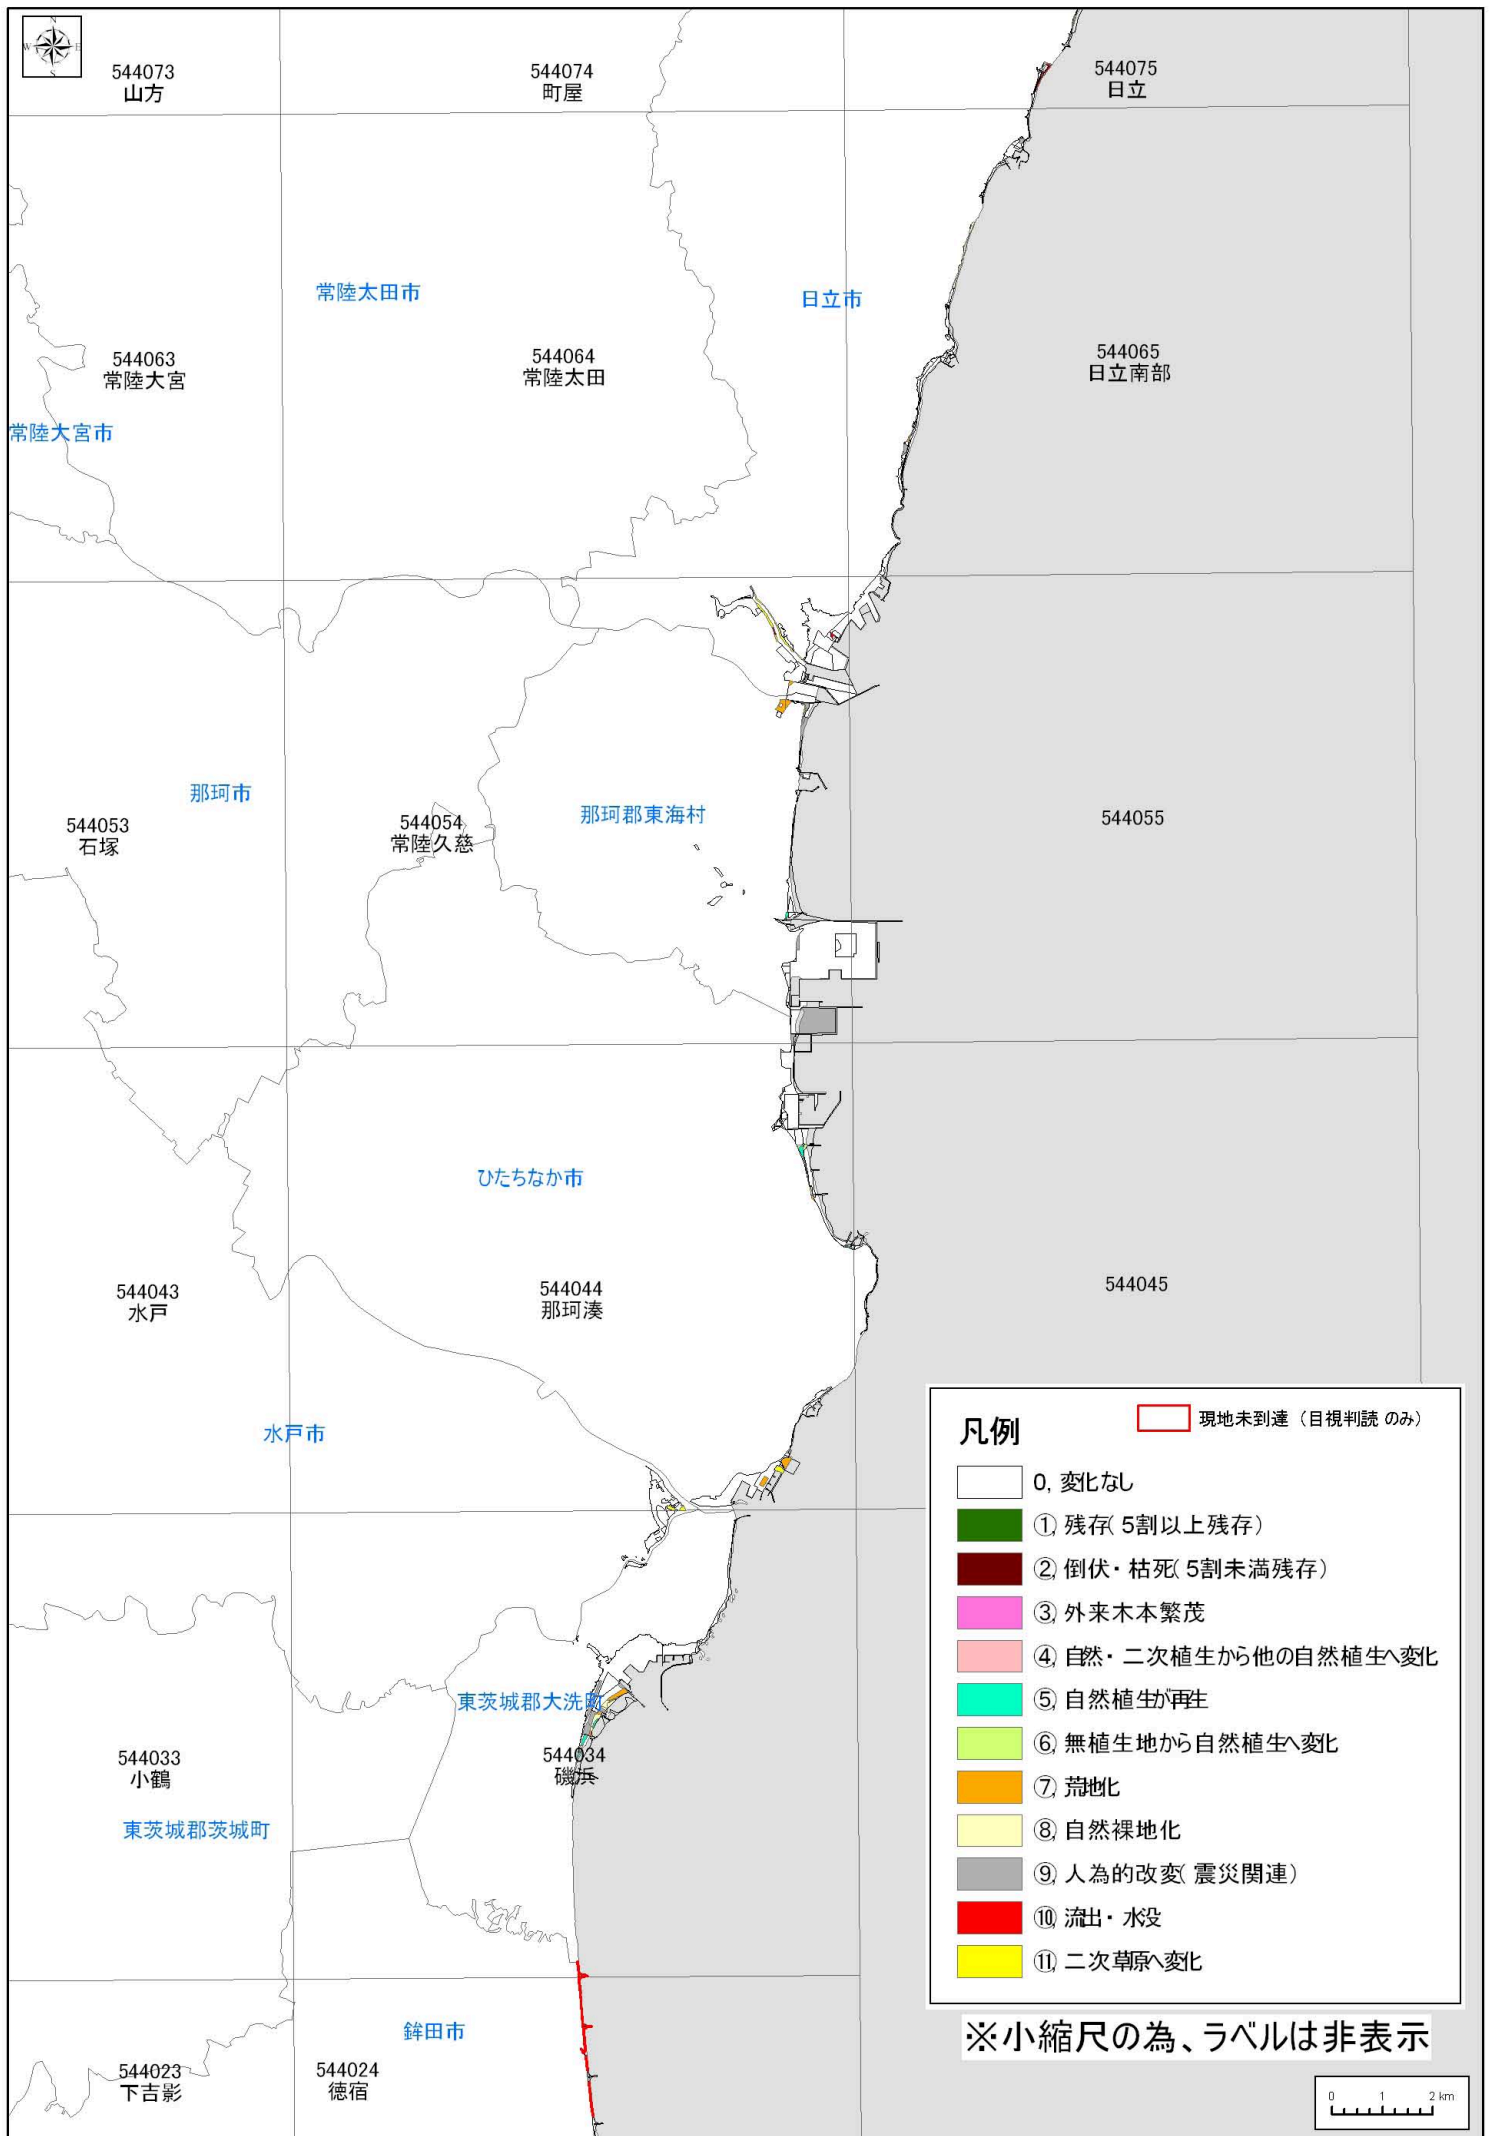 N
W E
S
544073
山方
544074
町屋
544075
日立
常陸太田市
日立市
544063
常陸大宮
544064
常陸太田
544065
日立南部
常陸大宮市
那珂市
那珂郡東海村
544053
石塚
544054
常陸久慈
544055
ひたちなか市
544043
水戸
544044
那珂湊
544045
水戸市
東茨城郡大洗町
544033
小鶴
544034
磯浜
東茨城郡茨城町
鉾田市
544023
下吉影
544024
徳宿
凡例
現地未到達（目視判読 のみ）
0, 変化なし
①, 残存( 5割以上残存）
②, 倒伏・枯死( 5割未満残存）
③, 外来木本繁茂
④, 自然・二次植生から他の自然植生へ変化
⑤, 自然植生が再生
⑥, 無植生地から自然植生へ変化
⑦, 荒地化
⑧, 自然裸地化
⑨, 人為的改変( 震災関連）
⑩, 流出・水没
⑪, 二次草原へ変化
※小縮尺の為、ラベルは非表示
0 1 2 km